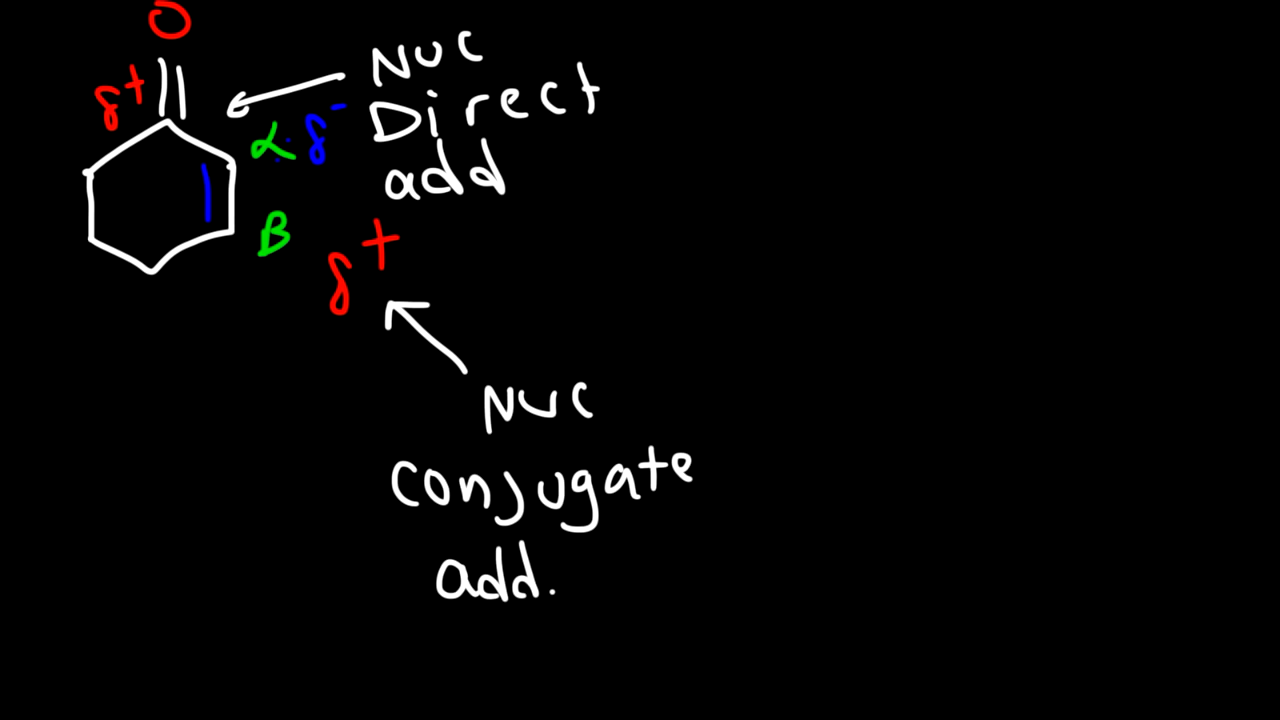 O
δ+
NUC
α δ-
Direct
add
B
δ+
NUC
conjugate
add.